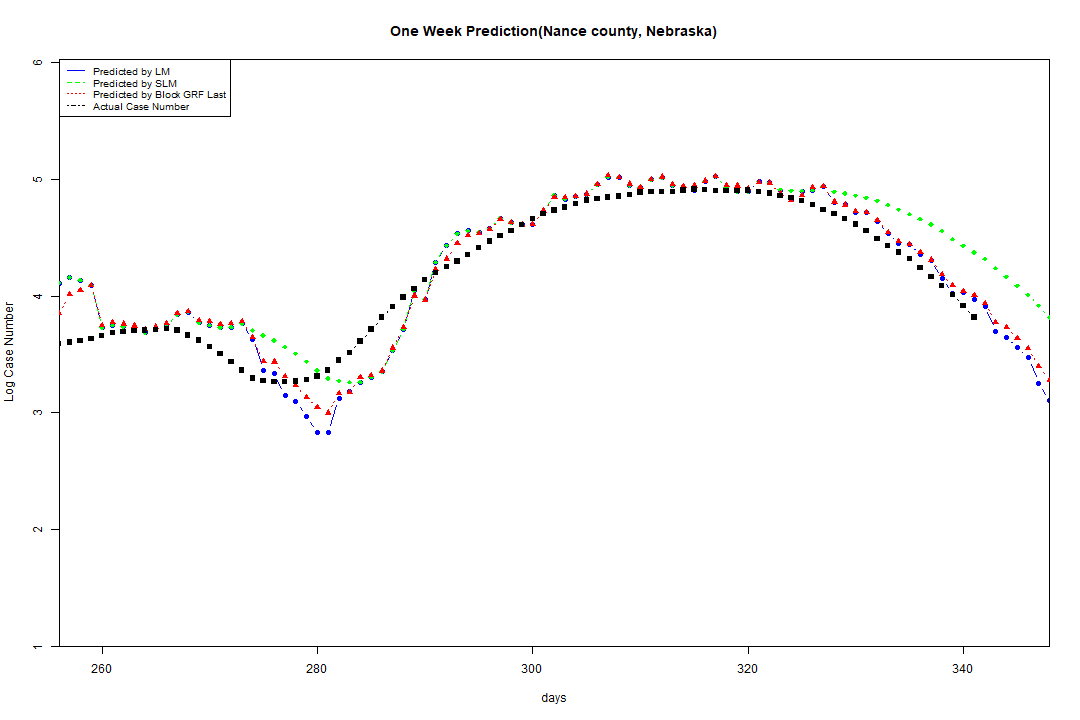 One Week Prediction(Nance county, Nebraska)
6
Predicted by LM
Predicted by SLM
Predicted by Block GRF Last
Actual Case Number
5
4
3
2
1
Log Case Number
260
280
300
320
340
days